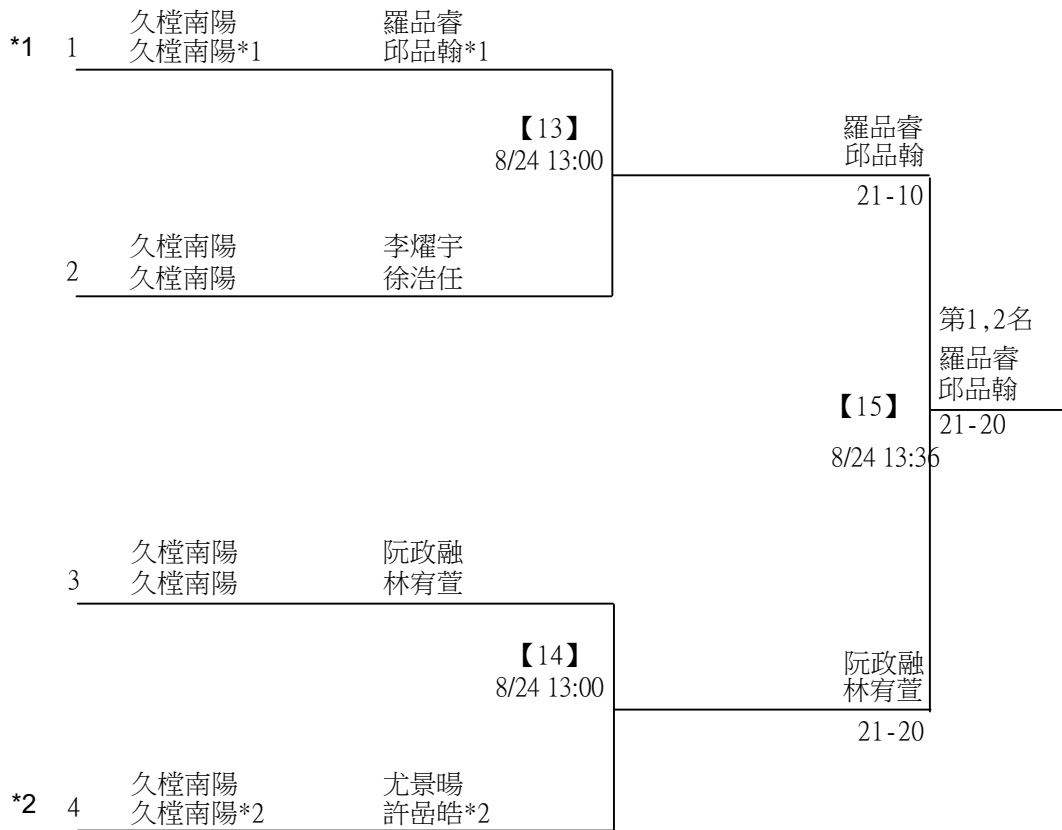 久樘南陽 羅品睿
*1 1 久樘南陽*1 邱品翰*1
【13】 羅品睿
8/24 13:00 邱品翰
21-10
久樘南陽 李燿宇
2 久樘南陽 徐浩任
第1,2名
羅品睿
【15】 邱品翰
21-20
8/24 13:36
久樘南陽 阮政融
3 久樘南陽 林宥萱
【14】 阮政融
8/24 13:00 林宥萱
21-20
久樘南陽 尤景暘
*2 4 久樘南陽*2 許嵒皓*2